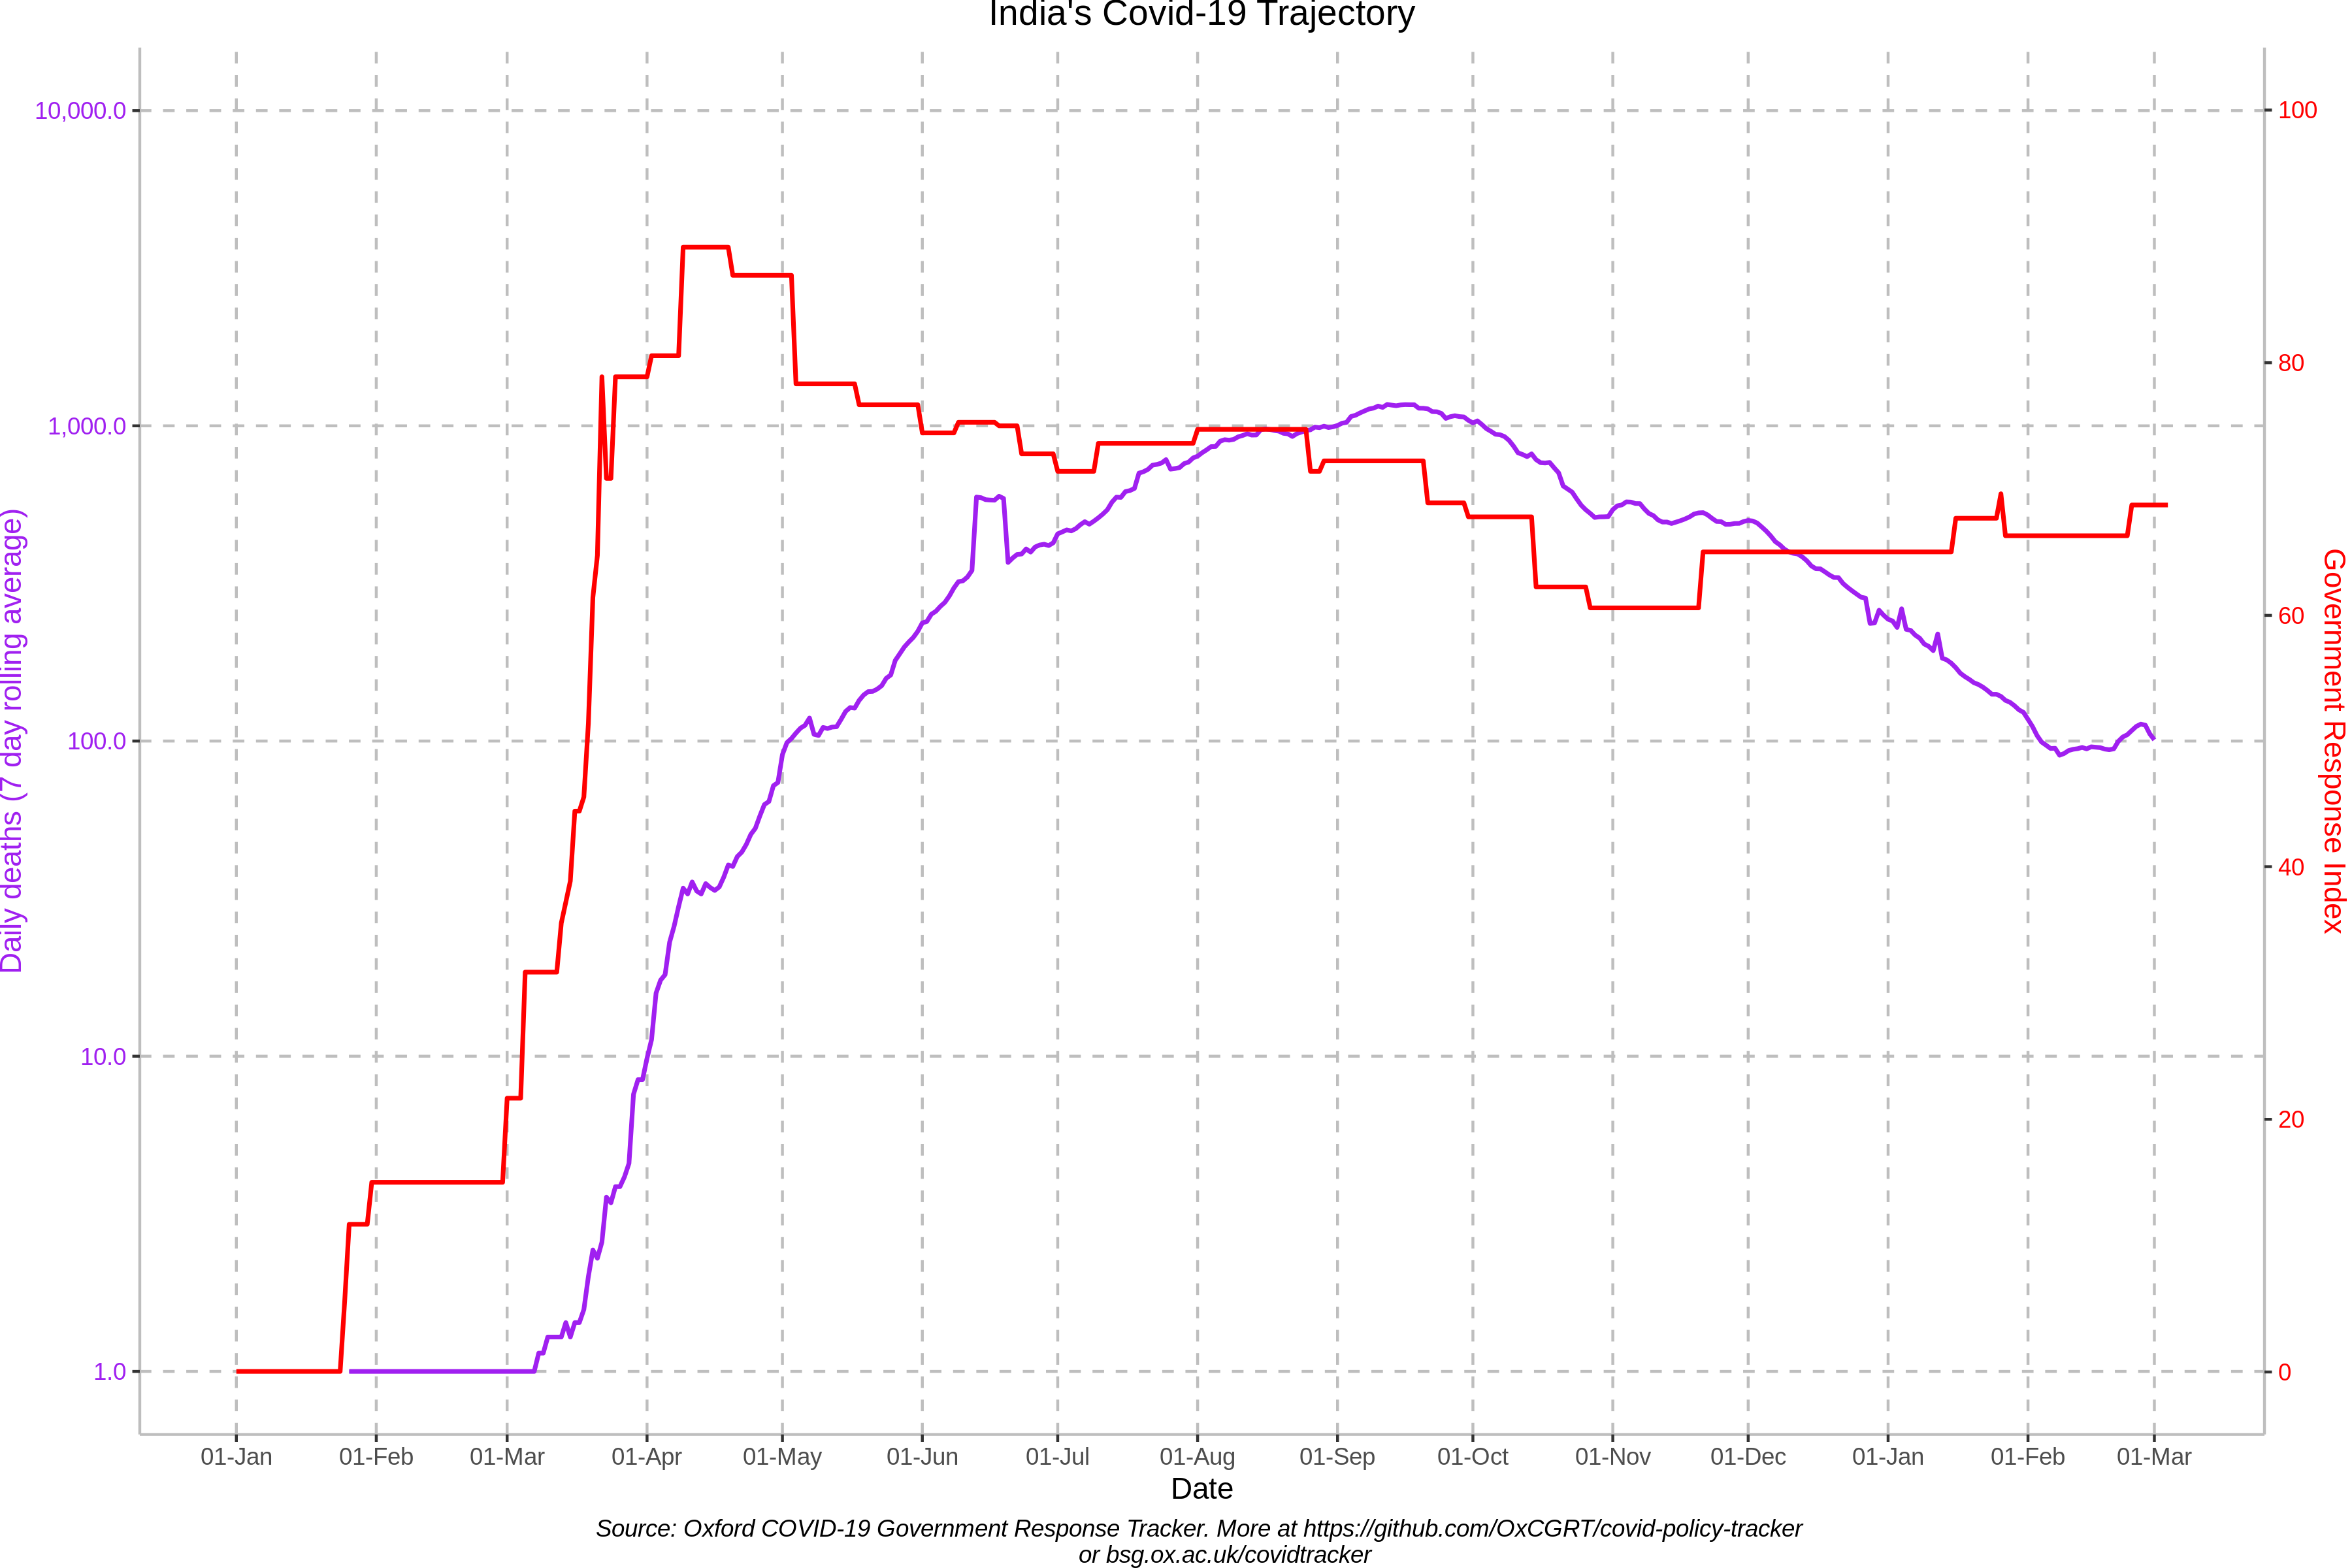 India's Covid-19 Trajectory
10,000.0
1,000.0
100.0
10.0
1.0
Daily deaths (7 day rolling average)
100
80
60
40
20
0
Government Response Index
01-Jan 01-Feb 01-Mar 01-Apr 01-May 01-Jun 01-Jul 01-Aug 01-Sep 01-Oct 01-Nov 01-Dec 01-Jan 01-Feb 01-Mar
Date
Source: Oxford COVID-19 Government Response Tracker. More at https://github.com/OxCGRT/covid-policy-tracker
or bsg.ox.ac.uk/covidtracker